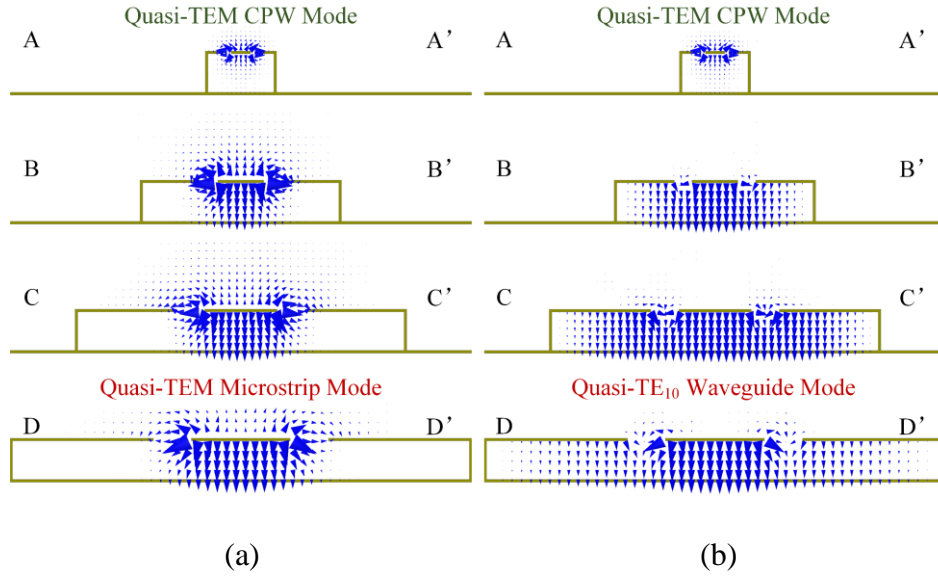 Quasi-TEM CPW Mode
A A’
B B’
C C’
Quasi-TEM Microstrip Mode
D D’
(a)
Quasi-TEM CPW Mode
A A’
B B’
C C’
Quasi-TE₁₀ Waveguide Mode
D D’
(b)